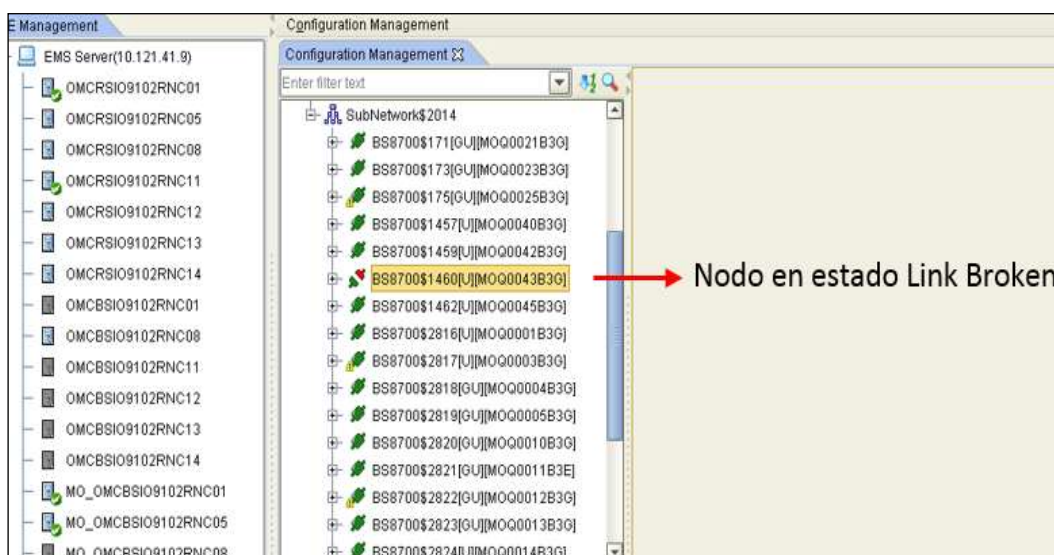 E Management
EMS Server(10.121.41.9)
OMCRSIO9102RNC01
OMCRSIO9102RNC05
OMCRSIO9102RNC08
OMCRSIO9102RNC11
OMCRSIO9102RNC12
OMCRSIO9102RNC13
OMCRSIO9102RNC14
OMCBSIO9102RNC01
OMCBSIO9102RNC08
OMCBSIO9102RNC11
OMCBSIO9102RNC12
OMCBSIO9102RNC13
OMCBSIO9102RNC14
MO_OMCBSIO9102RNC01
MO_OMCBSIO9102RNC05
MO_OMCBSIO9102RNC08
Configuration Management
Configuration Management
Enter filter text
SubNetwork$2014
BS8700$171[GU][MOQ0021B3G]
BS8700$173[GU][MOQ0023B3G]
BS8700$175[GU][MOQ0025B3G]
BS8700$1457[U][MOQ0040B3G]
BS8700$1459[U][MOQ0042B3G]
BS8700$1460[U][MOQ0043B3G]
BS8700$1462[U][MOQ0045B3G]
BS8700$2816[U][MOQ0001B3G]
BS8700$2817[U][MOQ0003B3G]
BS8700$2818[GU][MOQ0004B3G]
BS8700$2819[GU][MOQ0005B3G]
BS8700$2820[GU][MOQ0010B3G]
BS8700$2821[GU][MOQ0011B3E]
BS8700$2822[GU][MOQ0012B3G]
BS8700$2823[GU][MOQ0013B3G]
BS8700$2824[U][MOQ0014B3G]
Nodo en estado Link Broken